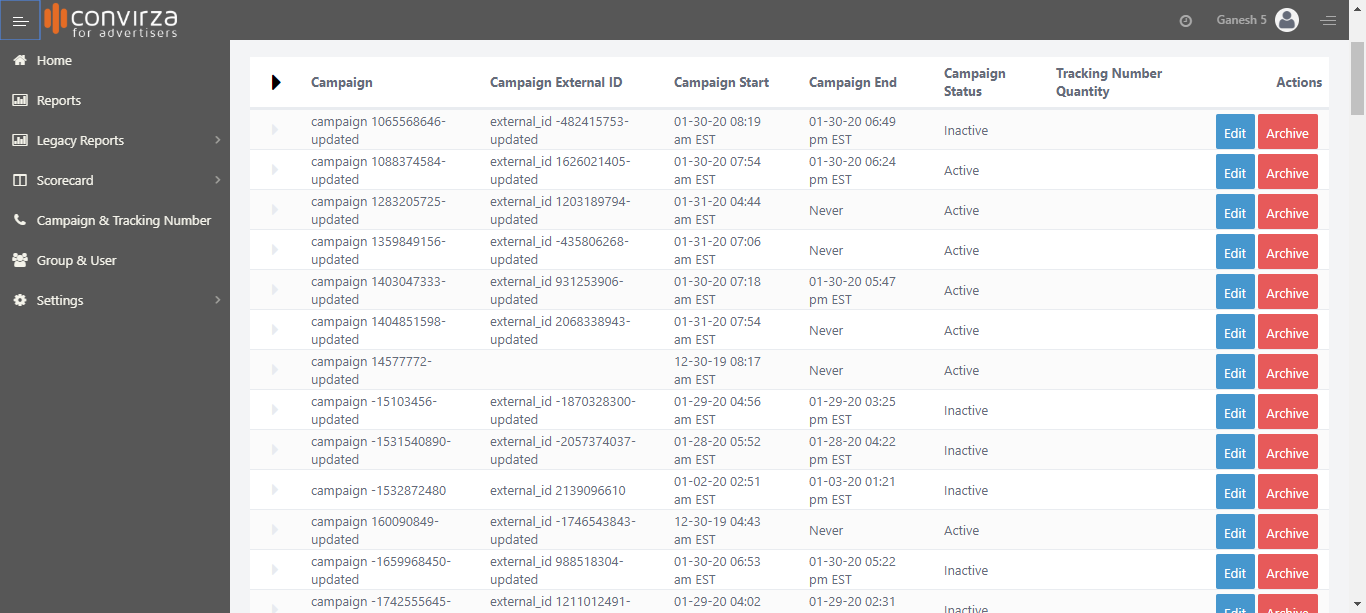 convirza
for advertisers
Ganesh 5
Home
Reports
Legacy Reports
Scorecard
Campaign & Tracking Number
Group & User
Settings
Campaign Campaign External ID Campaign Start Campaign End Campaign Status Tracking Number Quantity Actions
campaign 1065568646- external_id -482415753- 01-30-20 08:19 01-30-20 06:49
updated updated am EST pm EST Inactive Edit Archive
campaign 1088374584- external_id 1626021405- 01-30-20 07:54 01-30-20 06:24
updated updated am EST pm EST Active Edit Archive
campaign 1283205725- external_id 1203189794- 01-31-20 04:44
updated updated am EST Never Active Edit Archive
campaign 1359849156- external_id -435806268- 01-31-20 07:06
updated updated am EST Never Active Edit Archive
campaign 1403047333- external_id 931253906- 01-30-20 07:18 01-30-20 05:47
updated updated am EST pm EST Active Edit Archive
campaign 1404851598- external_id 2068338943- 01-31-20 07:54
updated updated am EST Never Active Edit Archive
campaign 14577772- 12-30-19 08:17
updated am EST Never Active Edit Archive
campaign -15103456- external_id -1870328300- 01-29-20 04:56 01-29-20 03:25
updated updated am EST pm EST Inactive Edit Archive
campaign -1531540890- external_id -2057374037- 01-28-20 05:52 01-28-20 04:22
updated updated am EST pm EST Inactive Edit Archive
campaign -1532872480 external_id 2139096610 01-02-20 02:51 01-03-20 01:21
am EST pm EST Inactive Edit Archive
campaign 160090849- external_id -1746543843- 12-30-19 04:43
updated updated am EST Never Active Edit Archive
campaign -1659968450- external_id 988518304- 01-30-20 06:53 01-30-20 05:22
updated updated am EST pm EST Inactive Edit Archive
campaign -1742555645- external_id 1211012491- 01-29-20 04:02 01-29-20 02:31
Inactive Edit Archive